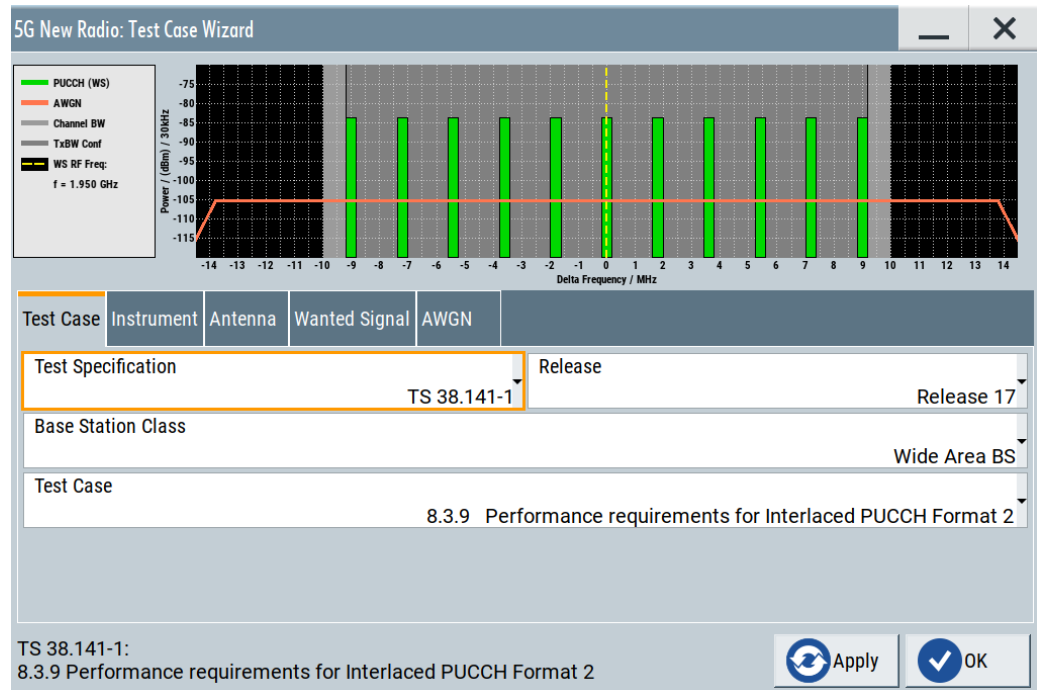 5G New Radio: Test Case Wizard
PUCCH (WS)
AWGN
Channel BW
TxBW Conf
WS RF Freq:
f = 1.950 GHz
Power / (dBm) / 30kHz
-75
-80
-85
-90
-95
-100
-105
-110
-115
-14 -13 -12 -11 -10 -9 -8 -7 -6 -5 -4 -3 -2 -1 0 1 2 3 4 5 6 7 8 9 10 11 12 13 14
Delta Frequency / MHz
Test Case Instrument Antenna Wanted Signal AWGN
Test Specification
TS 38.141-1
Release
Release 17
Base Station Class
Wide Area BS
Test Case
8.3.9 Performance requirements for Interlaced PUCCH Format 2
TS 38.141-1:
8.3.9 Performance requirements for Interlaced PUCCH Format 2
Apply
OK